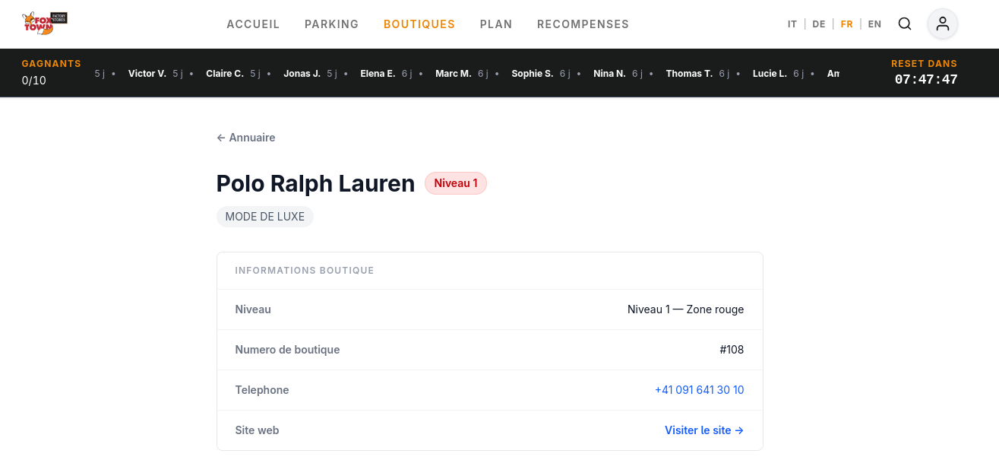 FOX TOWN FACTORY STORES
ACCUEIL PARKING BOUTIQUES PLAN RECOMPENSES
IT | DE | FR | EN
GAGNANTS
0/10
5 j • Victor V. 5 j • Claire C. 5 j • Jonas J. 5 j • Elena E. 6 j • Marc M. 6 j • Sophie S. 6 j • Nina N. 6 j • Thomas T. 6 j • Lucie L. 6 j • Am
RESET DANS
07:47:47
← Annuaire
Polo Ralph Lauren Niveau 1
MODE DE LUXE
INFORMATIONS BOUTIQUE
Niveau Niveau 1 — Zone rouge
Numero de boutique #108
Telephone +41 091 641 30 10
Site web Visiter le site →